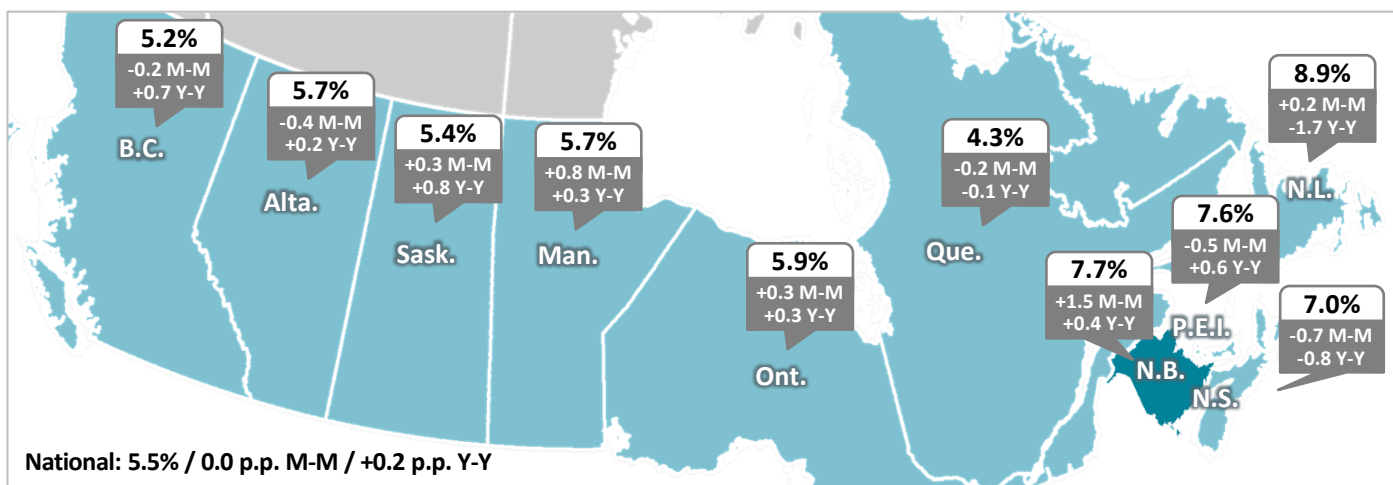 5.2%
-0.2 M-M
+0.7 Y-Y
B.C.
5.7%
-0.4 M-M
+0.2 Y-Y
Alta.
5.4%
+0.3 M-M
+0.8 Y-Y
Sask.
5.7%
+0.8 M-M
+0.3 Y-Y
Man.
5.9%
+0.3 M-M
+0.3 Y-Y
Ont.
4.3%
-0.2 M-M
-0.1 Y-Y
Que.
8.9%
+0.2 M-M
-1.7 Y-Y
N.L.
7.6%
-0.5 M-M
+0.6 Y-Y
P.E.I.
7.7%
+1.5 M-M
+0.4 Y-Y
N.B.
7.0%
-0.7 M-M
-0.8 Y-Y
N.S.
National: 5.5% / 0.0 p.p. M-M / +0.2 p.p. Y-Y